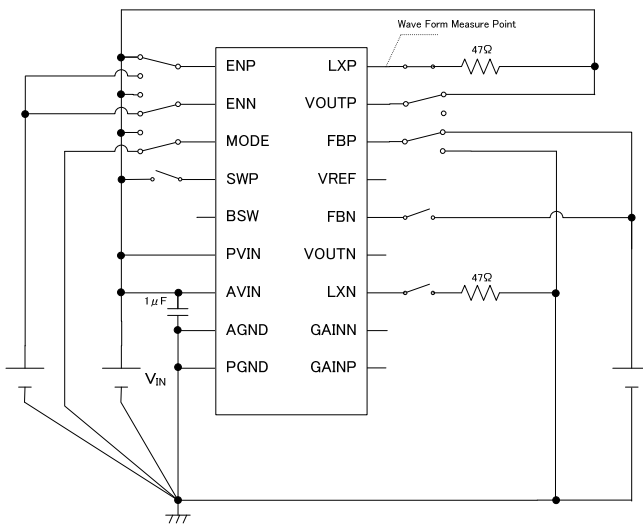 Wave Form Measure Point
47Ω
ENP
LXP
ENN
VOUTP
MODE
FBP
SWP
VREF
BSW
FBN
PVIN
VOUTN
47Ω
AVIN
LXN
1μF
AGND
GAINN
PGND
GAINP
VIN